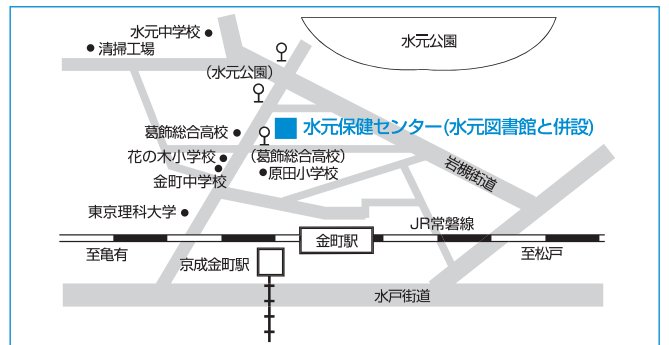 水元中学校
清掃工場
水元公園
(水元公園)
水元保健センター(水元図書館と併設)
葛飾総合高校
花の木小学校
(葛飾総合高校)
金町中学校
原田小学校
岩槻街道
東京理科大学
JR常磐線
金町駅
至亀有
至松戸
京成金町駅
水戸街道